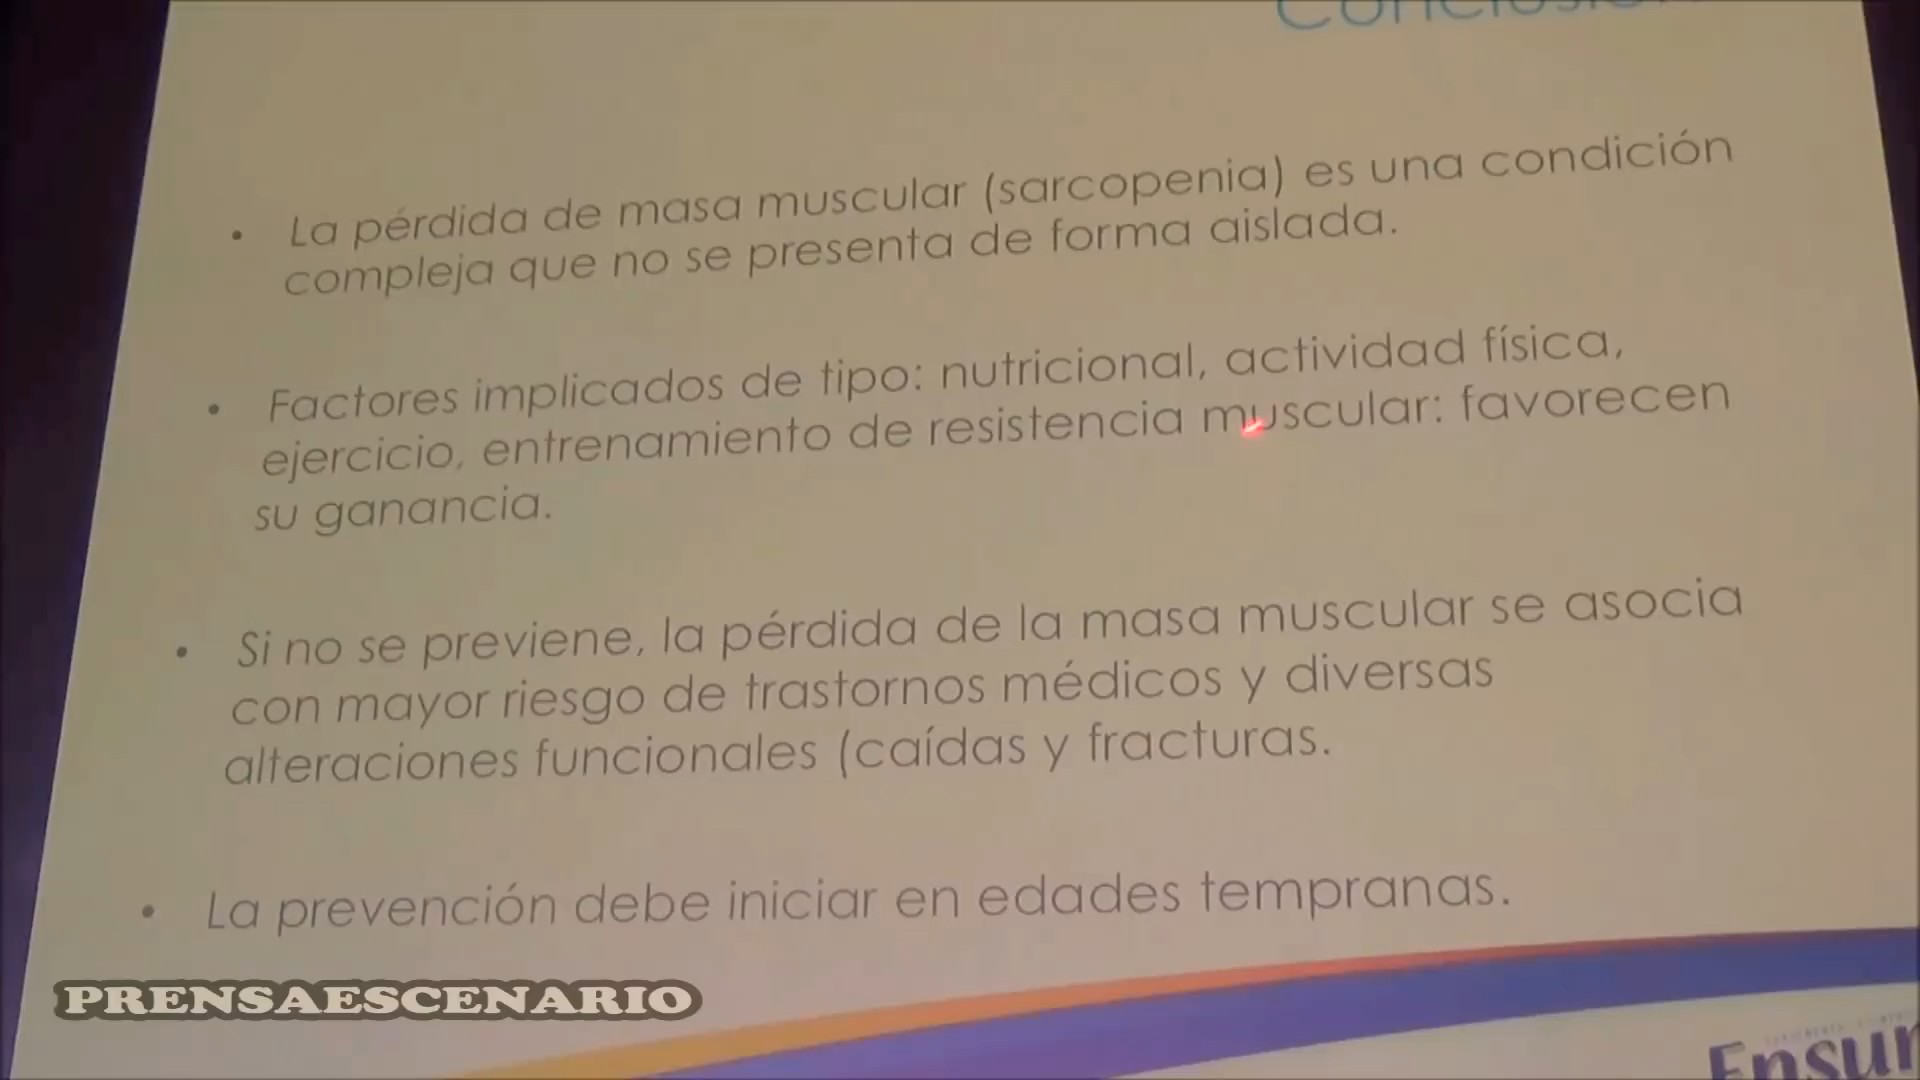 La pérdida de masa muscular (sarcopenia) es una condición
compleja que no se presenta de forma aislada.
Factores implicados de tipo: nutricional, actividad física,
ejercicio, entrenamiento de resistencia muscular: favorecen
su ganancia.
Si no se previene, la pérdida de la masa muscular se asocia
con mayor riesgo de trastornos médicos y diversas
alteraciones funcionales (caídas y fracturas.
La prevención debe iniciar en edades tempranas.
PRENSAESCENARIO